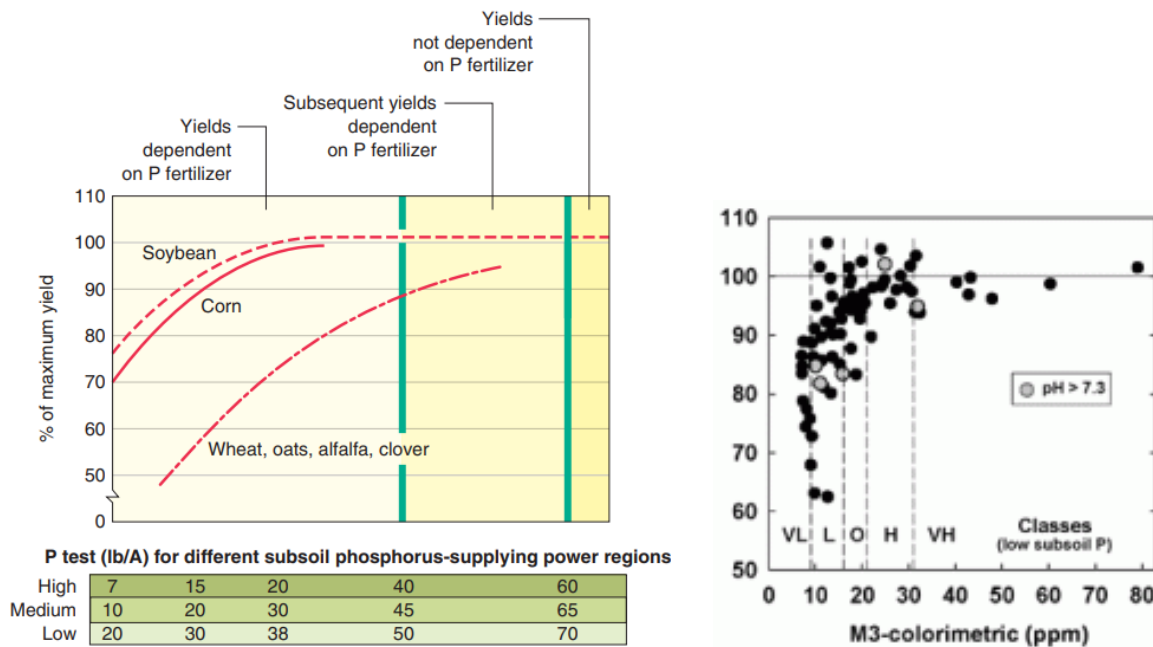 Yields
not dependent
on P fertilizer
Subsequent yields
dependent
on P fertilizer
Yields
dependent
on P fertilizer
110
100
90
80
70
60
50
0
% of maximum yield
Soybean
Corn
Wheat, oats, alfalfa, clover
P test (lb/A) for different subsoil phosphorus-supplying power regions
High 7 15 20 40 60
Medium 10 20 30 45 65
Low 20 30 38 50 70
110
100
90
80
70
60
50
pH > 7.3
VL L O H VH
Classes
(low subsoil P)
0 10 20 30 40 50 60 70 80
M3-colorimetric (ppm)